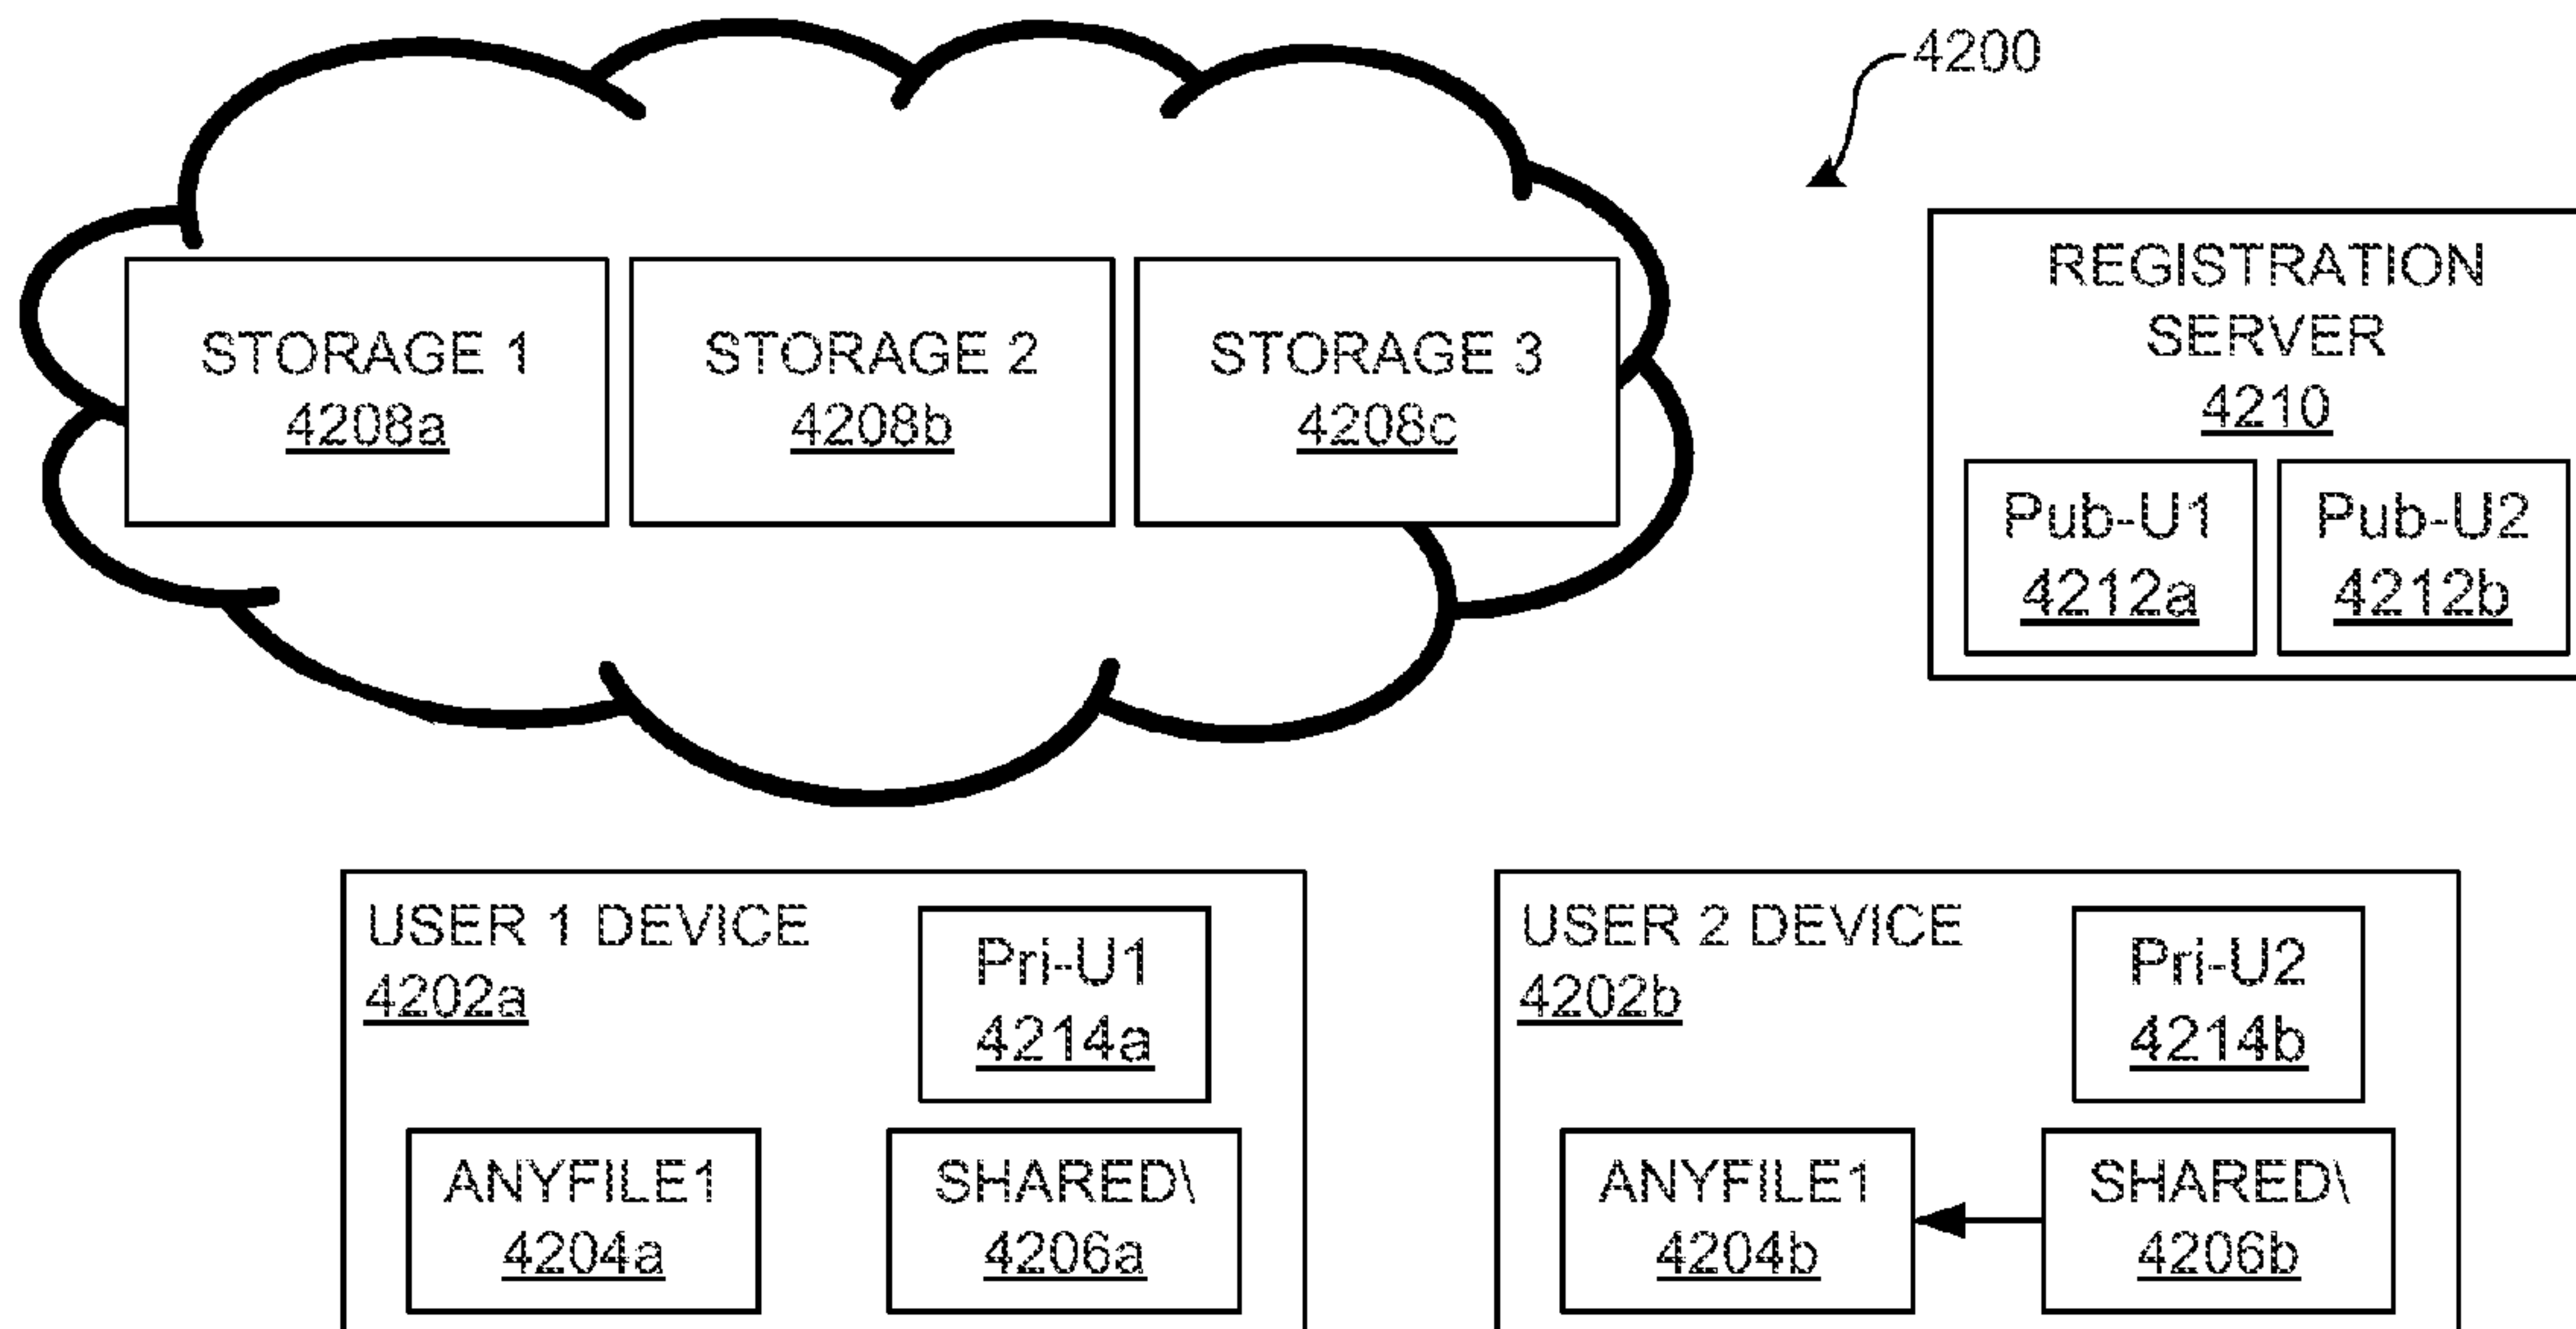 4200
STORAGE 1
4208a
STORAGE 2
4208b
STORAGE 3
4208c
REGISTRATION
SERVER
4210
Pub-U1
4212a
Pub-U2
4212b
USER 1 DEVICE
4202a
Pri-U1
4214a
ANYFILE1
4204a
SHARED\
4206a
USER 2 DEVICE
4202b
Pri-U2
4214b
ANYFILE1
4204b
SHARED\
4206b